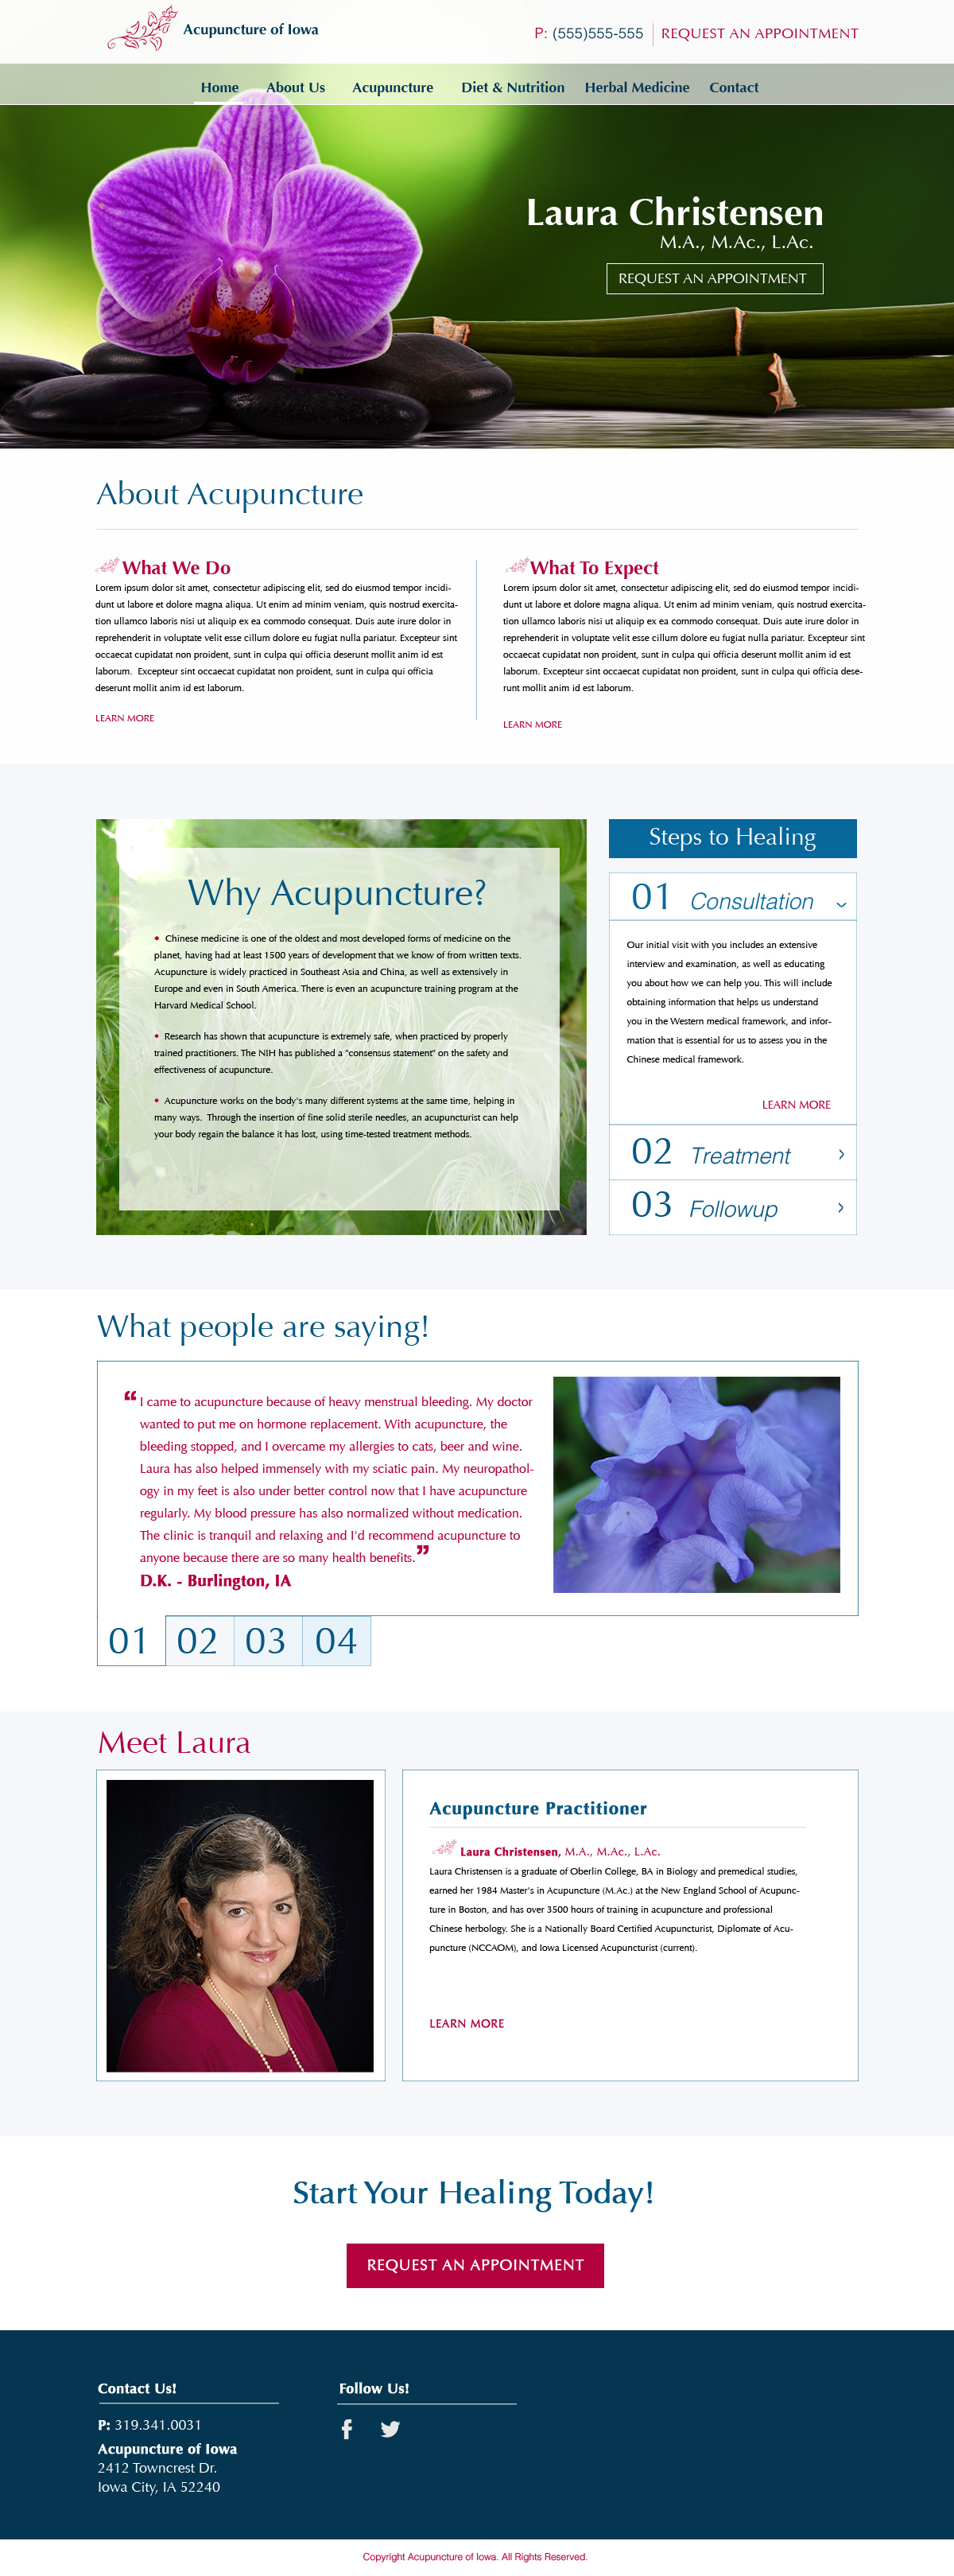 Acupuncture of Iowa
P: (555)555-555
REQUEST AN APPOINTMENT
Home About Us Acupuncture Diet & Nutrition Herbal Medicine Contact
Laura Christensen
M.A., M.Ac., L.Ac.
REQUEST AN APPOINTMENT
About Acupuncture
What We Do
Lorem ipsum dolor sit amet, consectetur adipiscing elit, sed do eiusmod tempor incidi-
dunt ut labore et dolore magna aliqua. Ut enim ad minim veniam, quis nostrud exercita-
tion ullamco laboris nisi ut aliquip ex ea commodo consequat. Duis aute irure dolor in
reprehenderit in voluptate velit esse cillum dolore eu fugiat nulla pariatur. Excepteur sint
occaecat cupidatat non proident, sunt in culpa qui officia deserunt mollit anim id est
laborum.  Excepteur sint occaecat cupidatat non proident, sunt in culpa qui officia
deserunt mollit anim id est laborum.
LEARN MORE
What To Expect
Lorem ipsum dolor sit amet, consectetur adipiscing elit, sed do eiusmod tempor incidi-
dunt ut labore et dolore magna aliqua. Ut enim ad minim veniam, quis nostrud exercita-
tion ullamco laboris nisi ut aliquip ex ea commodo consequat. Duis aute irure dolor in
reprehenderit in voluptate velit esse cillum dolore eu fugiat nulla pariatur. Excepteur sint
occaecat cupidatat non proident, sunt in culpa qui officia deserunt mollit anim id est
laborum. Excepteur sint occaecat cupidatat non proident, sunt in culpa qui officia dese-
runt mollit anim id est laborum.
LEARN MORE
Why Acupuncture?
• Chinese medicine is one of the oldest and most developed forms of medicine on the
planet, having had at least 1500 years of development that we know of from written texts.
Acupuncture is widely practiced in Southeast Asia and China, as well as extensively in
Europe and even in South America. There is even an acupuncture training program at the
Harvard Medical School.
• Research has shown that acupuncture is extremely safe, when practiced by properly
trained practitioners. The NIH has published a "consensus statement" on the safety and
effectiveness of acupuncture.
• Acupuncture works on the body's many different systems at the same time, helping in
many ways.  Through the insertion of fine solid sterile needles, an acupuncturist can help
your body regain the balance it has lost, using time-tested treatment methods.
Steps to Healing
01 Consultation
Our initial visit with you includes an extensive
interview and examination, as well as educating
you about how we can help you. This will include
obtaining information that helps us understand
you in the Western medical framework, and infor-
mation that is essential for us to assess you in the
Chinese medical framework.
LEARN MORE
02 Treatment
03 Followup
What people are saying!
“ I came to acupuncture because of heavy menstrual bleeding. My doctor
wanted to put me on hormone replacement. With acupuncture, the
bleeding stopped, and I overcame my allergies to cats, beer and wine.
Laura has also helped immensely with my sciatic pain. My neuropathol-
ogy in my feet is also under better control now that I have acupuncture
regularly. My blood pressure has also normalized without medication.
The clinic is tranquil and relaxing and I'd recommend acupuncture to
anyone because there are so many health benefits.”
D.K. - Burlington, IA
01 02 03 04
Meet Laura
Acupuncture Practitioner
Laura Christensen, M.A., M.Ac., L.Ac.
Laura Christensen is a graduate of Oberlin College, BA in Biology and premedical studies,
earned her 1984 Master's in Acupuncture (M.Ac.) at the New England School of Acupunc-
ture in Boston, and has over 3500 hours of training in acupuncture and professional
Chinese herbology. She is a Nationally Board Certified Acupuncturist, Diplomate of Acu-
puncture (NCCAOM), and Iowa Licensed Acupuncturist (current).
LEARN MORE
Start Your Healing Today!
REQUEST AN APPOINTMENT
Contact Us!
P: 319.341.0031
Acupuncture of Iowa
2412 Towncrest Dr.
Iowa City, IA 52240
Follow Us!
Copyright Acupuncture of Iowa. All Rights Reserved.